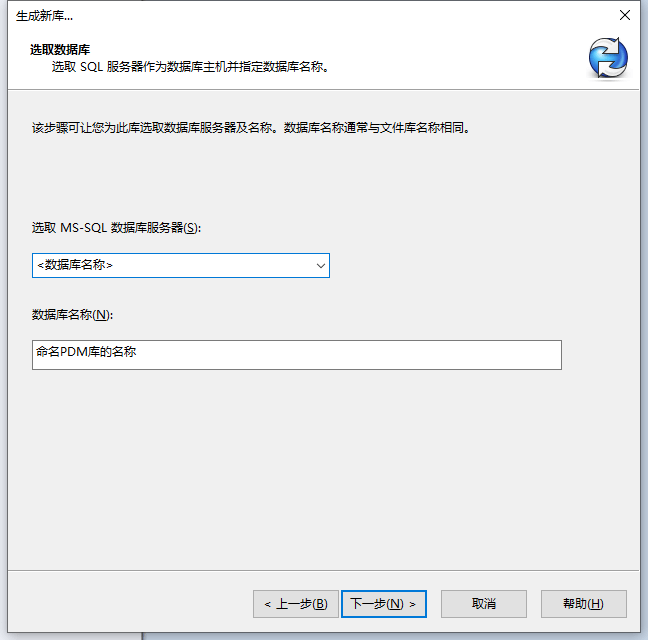 生成新库...
选取数据库
选取 SQL 服务器作为数据库主机并指定数据库名称。
该步骤可让您为此库选取数据库服务器及名称。数据库名称通常与文件库名称相同。
选取 MS-SQL 数据库服务器(S):
<数据库名称>
数据库名称(N):
命名PDM库的名称
< 上一步(B) 下一步(N) > 取消 帮助(H)